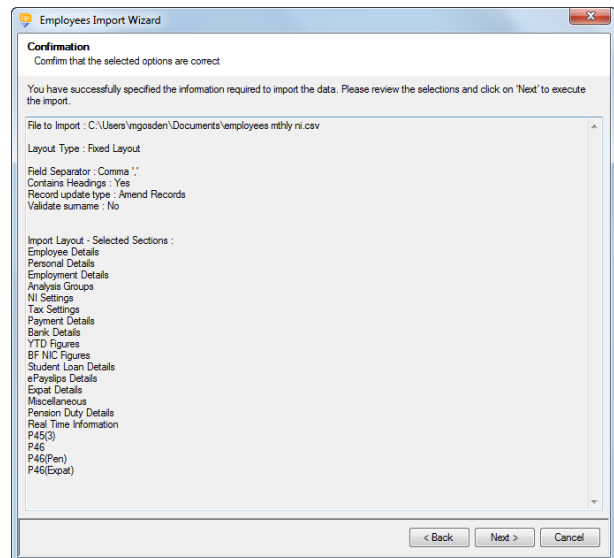 Employees Import Wizard
Confirmation
Comfirm that the selected options are correct
You have successfully specified the information required to import the data. Please review the selections and click on 'Next' to execute
the import.
File to Import : C:\Users\mgosden\Documents\employees mthly ni.csv
Layout Type : Fixed Layout
Field Separator : Comma ','
Contains Headings : Yes
Record update type : Amend Records
Validate surname : No
Import Layout - Selected Sections :
Employee Details
Personal Details
Employment Details
Analysis Groups
NI Settings
Tax Settings
Payment Details
Bank Details
YTD Figures
BF NIC Figures
Student Loan Details
ePayslips Details
Expat Details
Miscellaneous
Pension Duty Details
Real Time Information
P45(3)
P46
P46(Pen)
P46(Expat)
< Back Next > Cancel